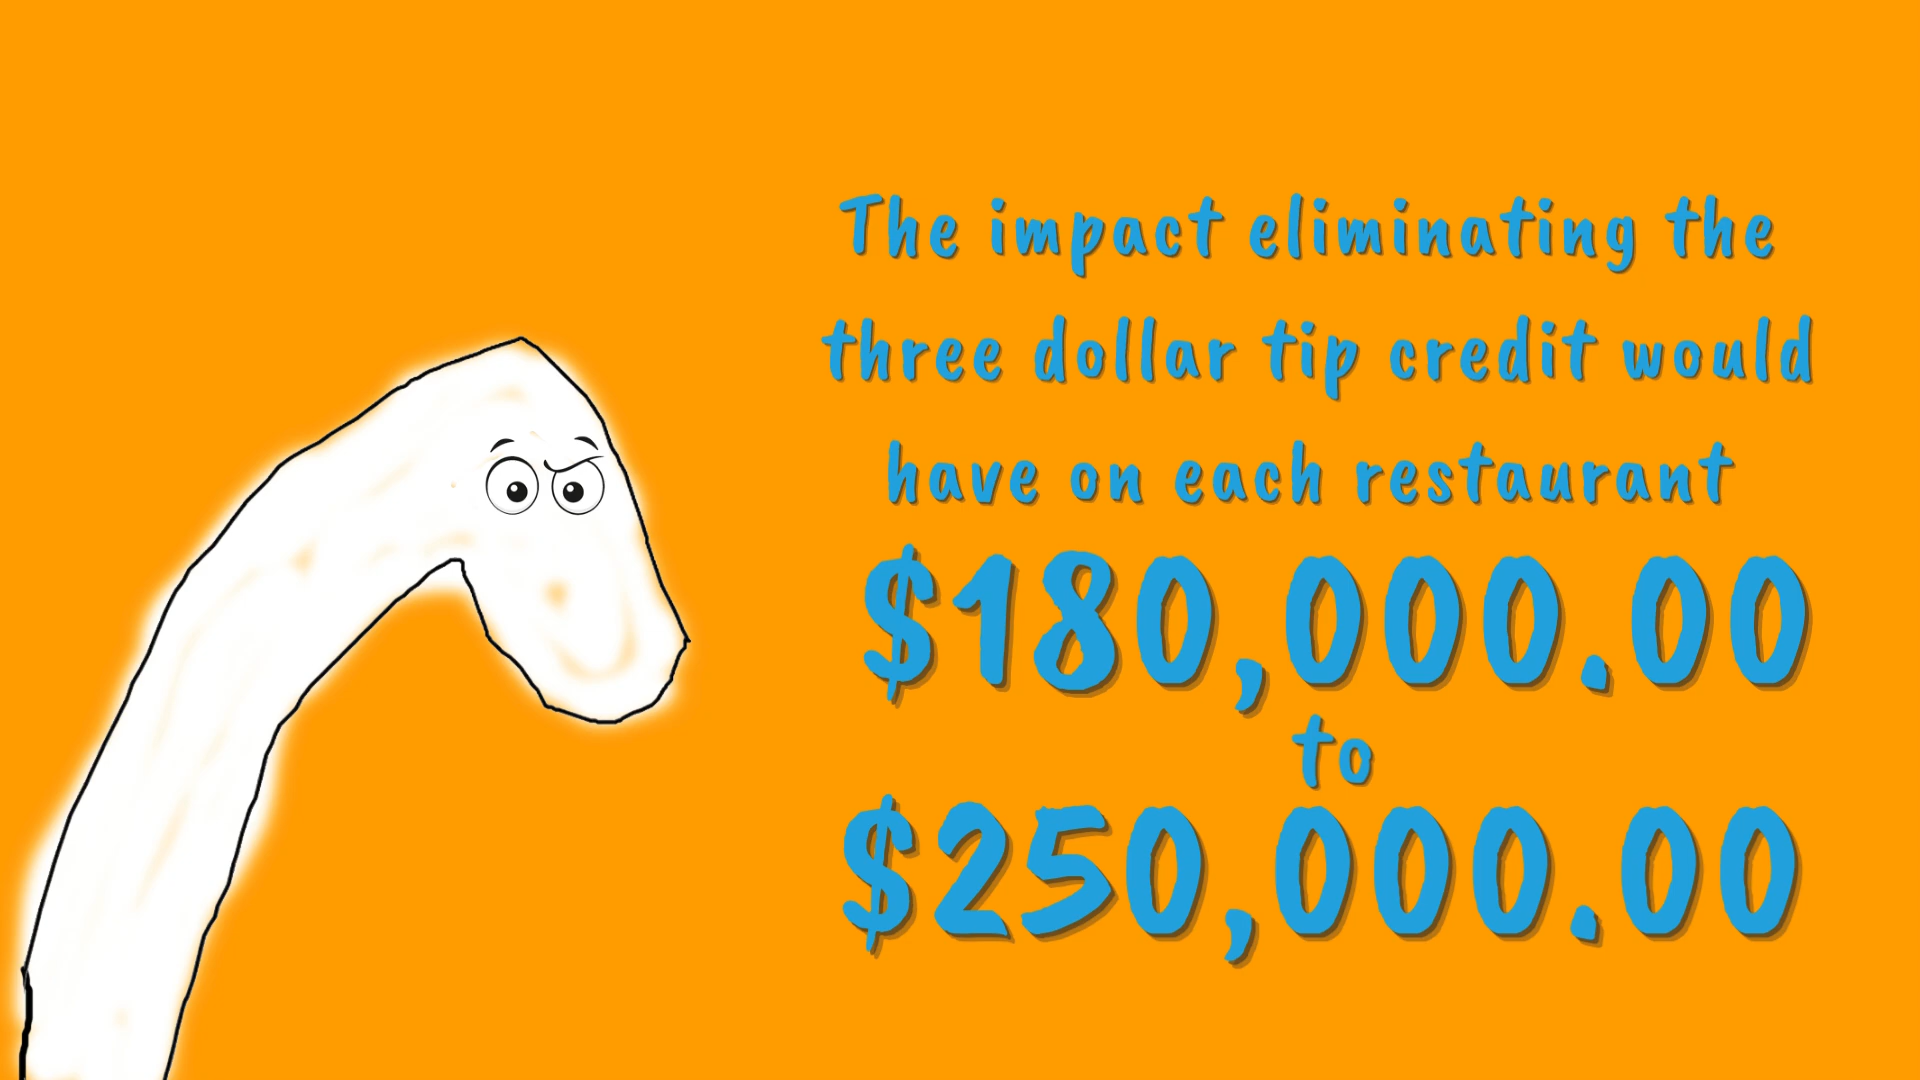 The impact eliminating the
three dollar tip credit would
have on each restaurant
$180,000.00
to
$250,000.00